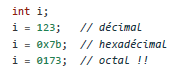 int i;
i = 123;   // décimal
i = 0x7b;  // hexadécimal
i = 0173;  // octal !!